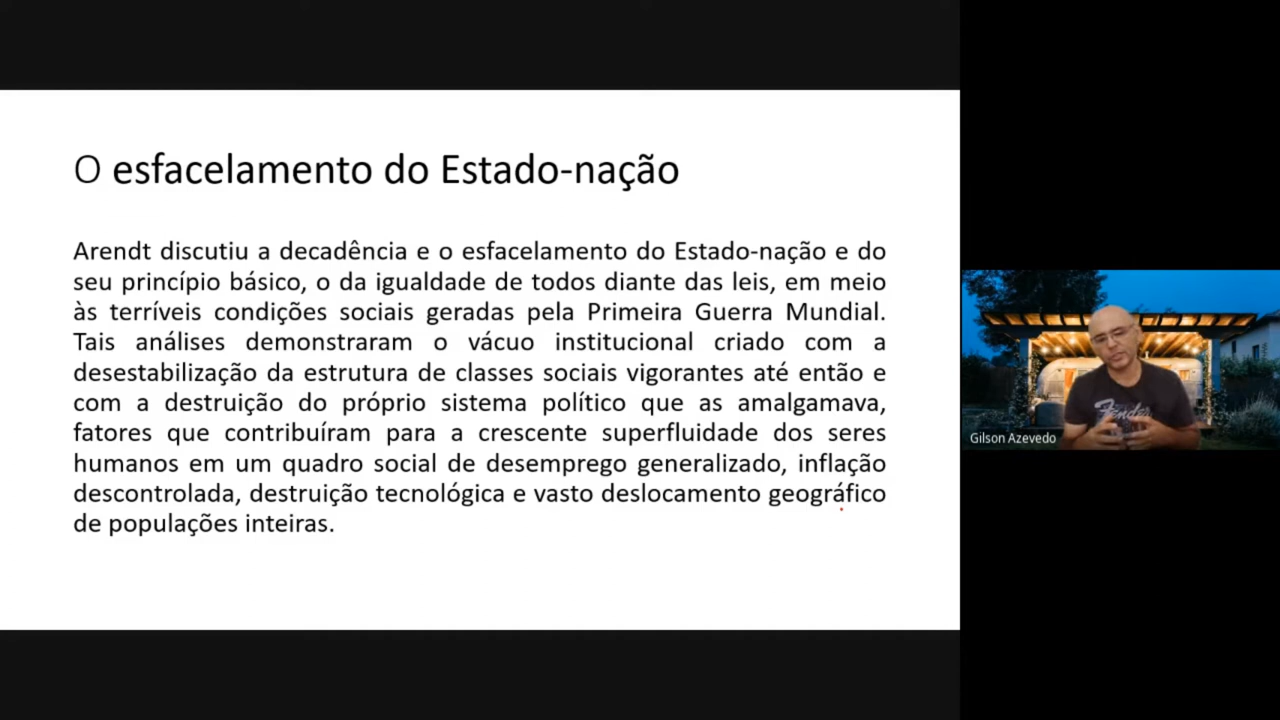 O esfacelamento do Estado-nação
Arendt discutiu a decadência e o esfacelamento do Estado-nação e do
seu princípio básico, o da igualdade de todos diante das leis, em meio
às terríveis condições sociais geradas pela Primeira Guerra Mundial.
Tais análises demonstraram o vácuo institucional criado com a
desestabilização da estrutura de classes sociais vigorantes até então e
com a destruição do próprio sistema político que as amalgamava,
fatores que contribuíram para a crescente superfluidade dos seres
humanos em um quadro social de desemprego generalizado, inflação
descontrolada, destruição tecnológica e vasto deslocamento geográfico
de populações inteiras.
Fender
Gilson Azevedo